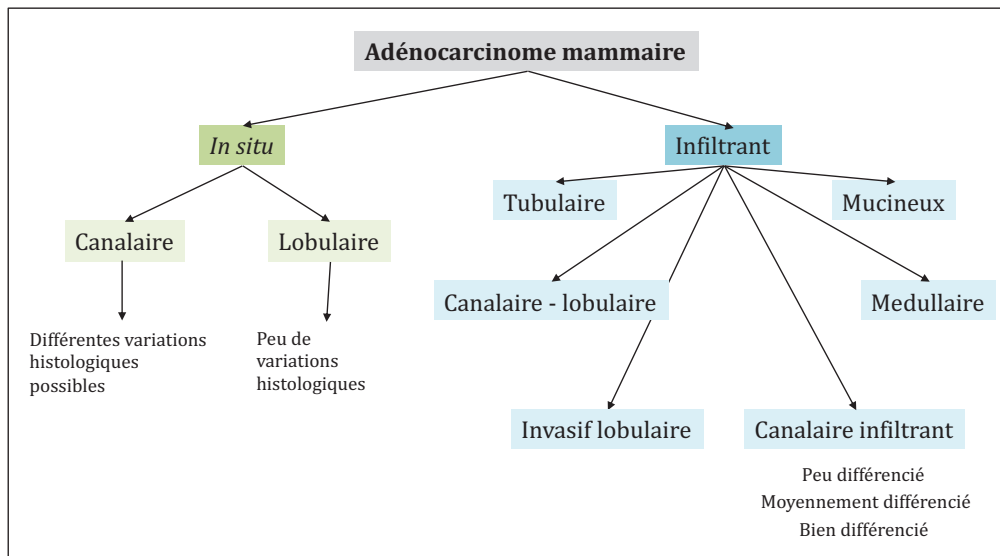 Adénocarcinome mammaire
In situ
Infiltrant
Tubulaire
Mucineux
Canalaire
Lobulaire
Canalaire - lobulaire
Medullaire
Différentes variations
histologiques
possibles
Peu de
variations
histologiques
Invasif lobulaire
Canalaire infiltrant
Peu différencié
Moyennement différencié
Bien différencié